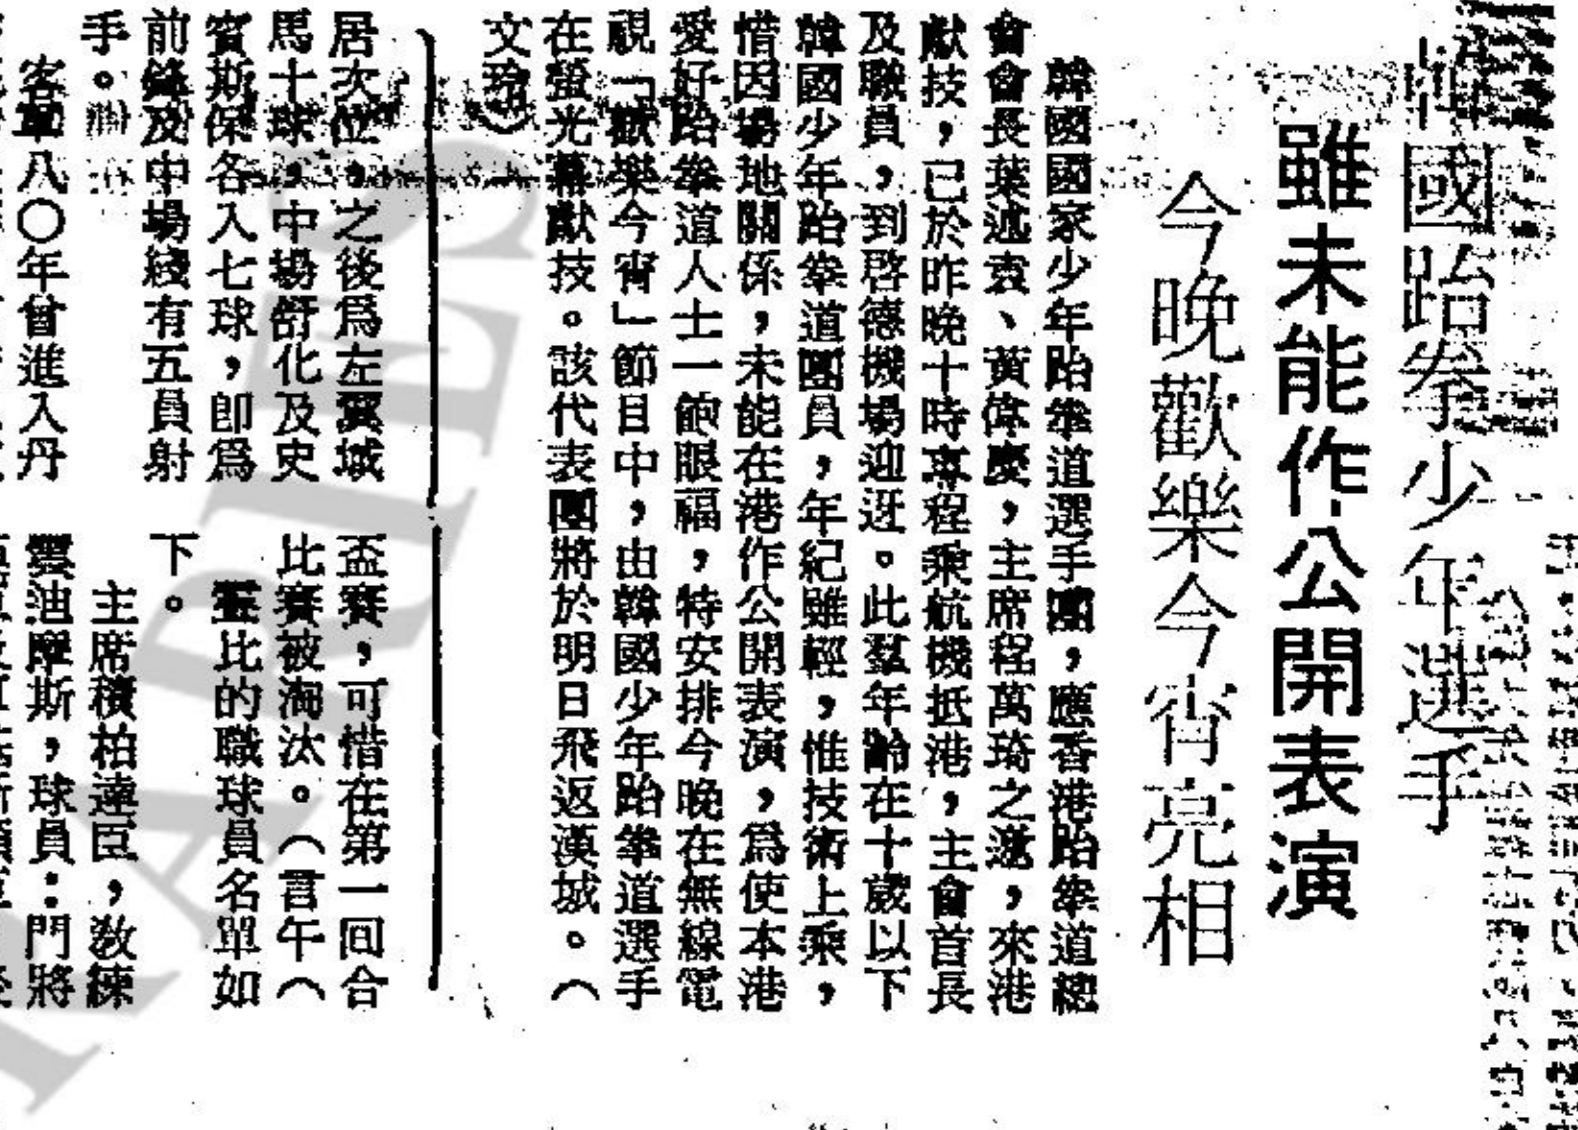 韓國跆拳少年選手
雖未能作公開表演
今晚歡樂今宵亮相
韓國國家少年跆拳道選手團，應香港跆拳道總
會會長葉述袁、黃偉慶，主席程萬琦之邀，來港
獻技，已於昨晚十時專程乘航機抵港，主會首長
及職員，到啓德機場迎迓。此羣年齡在十歲以下
韓國少年跆拳道團員，年紀雖輕，惟技術上乘，
惜因場地關係，未能在港作公開表演，爲使本港
愛好跆拳道人士一飽眼福，特安排今晚在無線電
視「歡樂今宵」節目中，由韓國少年跆拳道選手
在螢光幕獻技。該代表團將於明日飛返漢城。（
文瑜）
居次位，之後爲左翼域
馬十球，中場舒化及史
賓斯保各入七球，卽爲
前鋒及中塲綫有五員射
手。
客軍八〇年曾進入丹
盃賽，可惜在第一回合
比賽被淘汰。（言午（
靈比的職球員名單如
下。
主席積柏達臣，敎練
雲迪摩斯，球員：門將